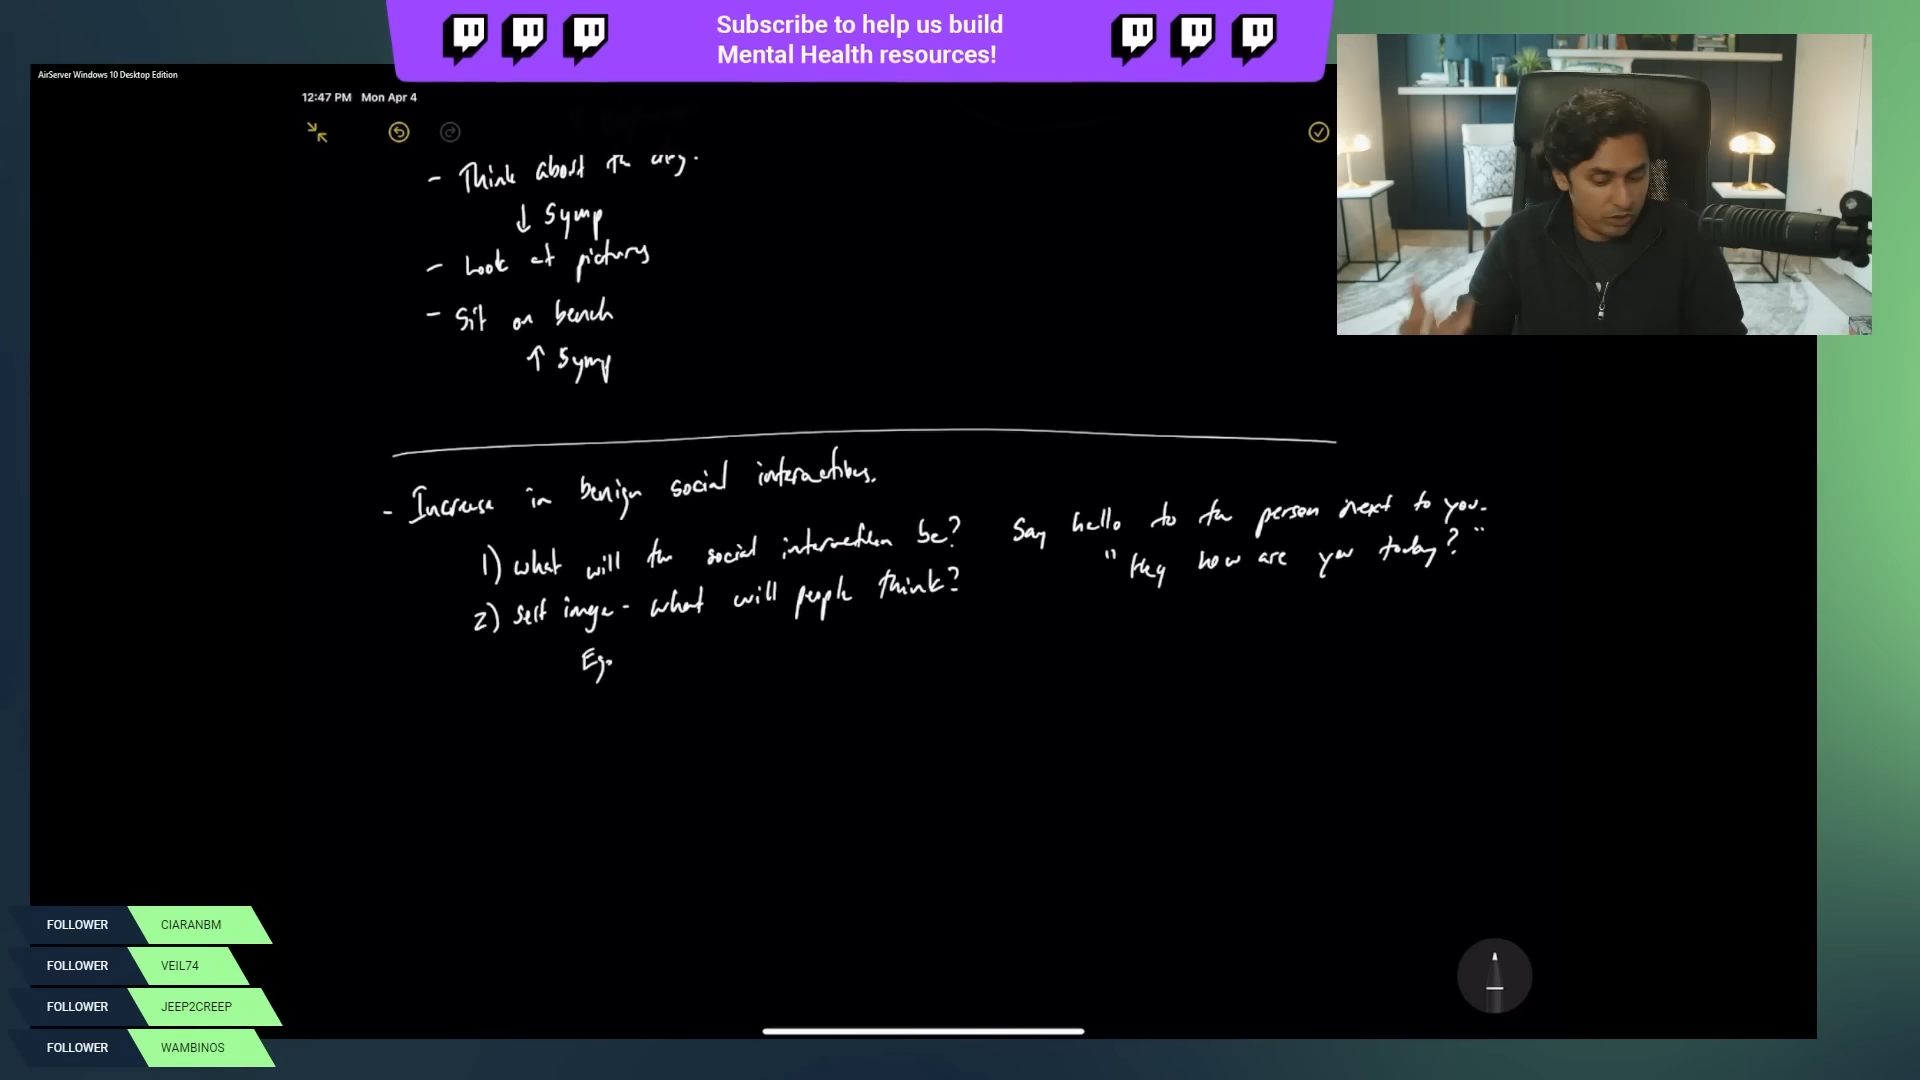 Subscribe to help us build
Mental Health resources!
AirServer Windows 10 Desktop Edition
12:47 PM Mon Apr 4
- Think about the
↓ Symp
- Look at pictures
- Sit on bench
↑ Symp
- Increase in benign social interactions.
1) what will the social interaction be? Say hello to the person next to you.
"Hey how are you today?"
2) self image - what will people think?
Eg.
FOLLOWER CIARANBM
FOLLOWER VEIL74
FOLLOWER JEEP2CREEP
FOLLOWER WAMBINOS